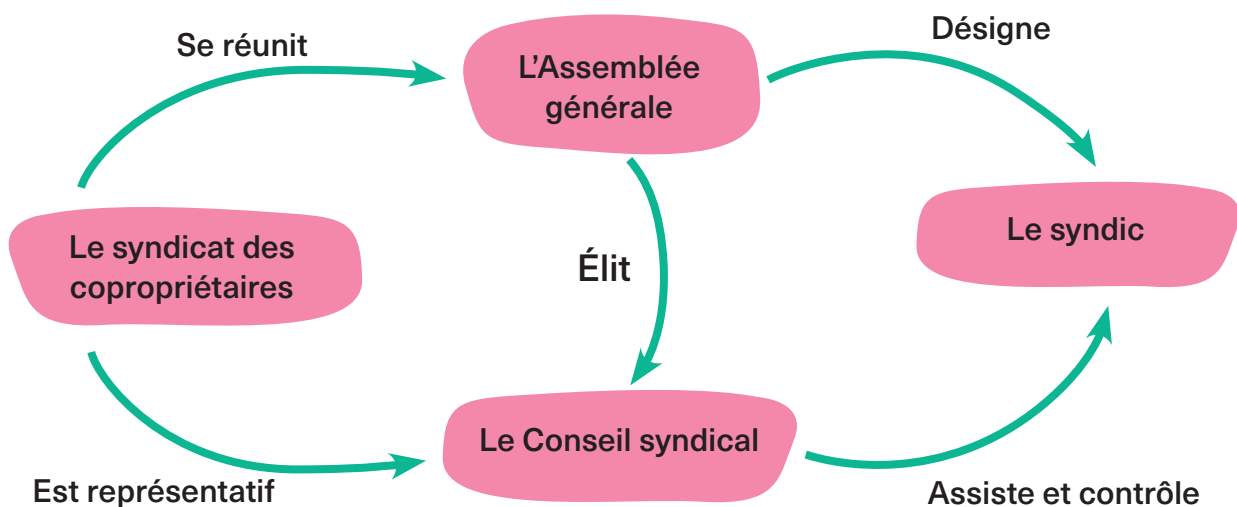 Se réunit
L’Assemblée
générale
Désigne
Le syndicat des
copropriétaires
Élit
Le syndic
Le Conseil syndical
Est représentatif
Assiste et contrôle